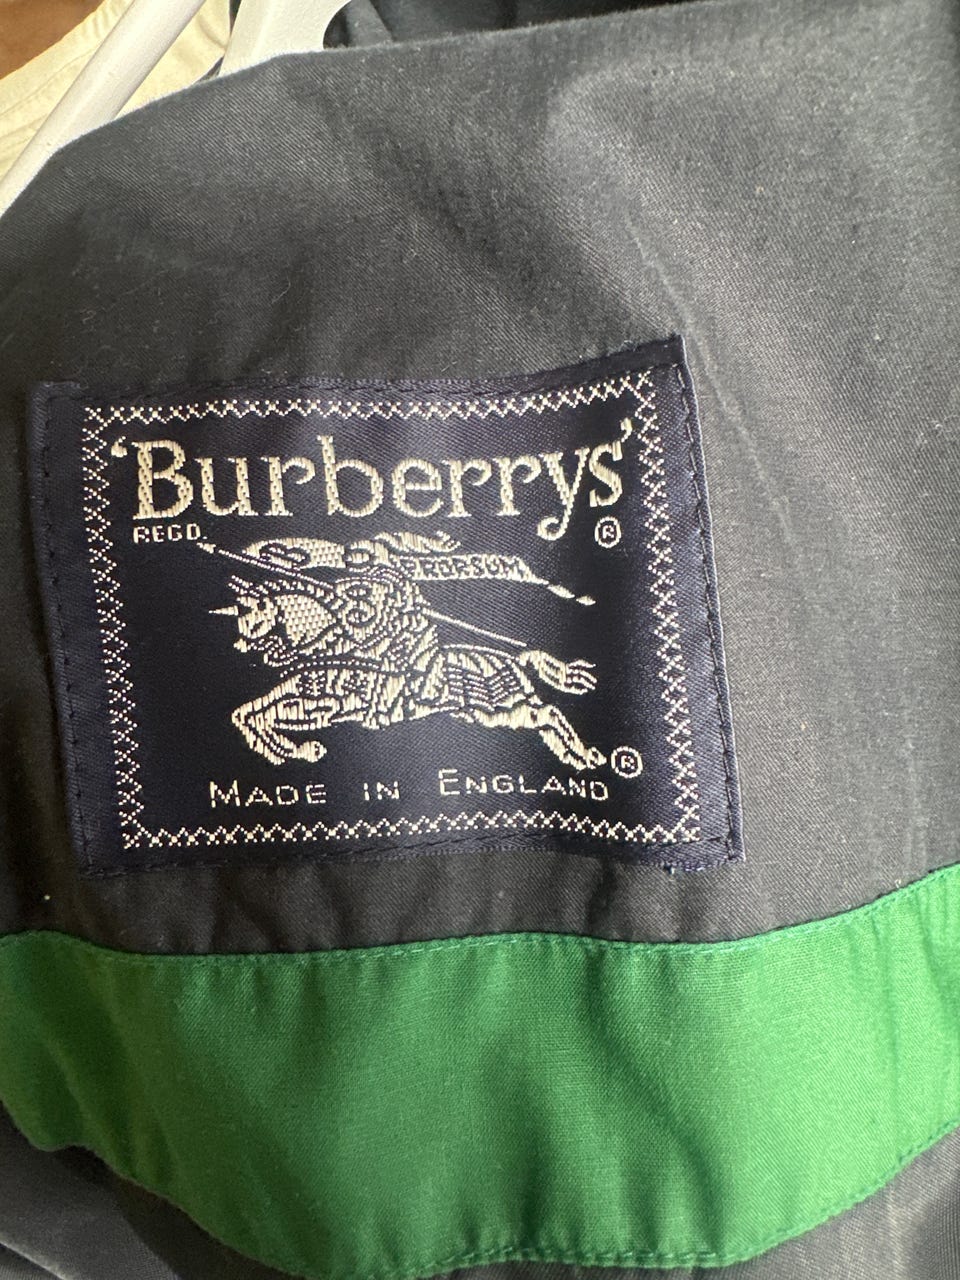 ‘Burberrys’
REGD. ®
PRORSUM
®
MADE IN ENGLAND